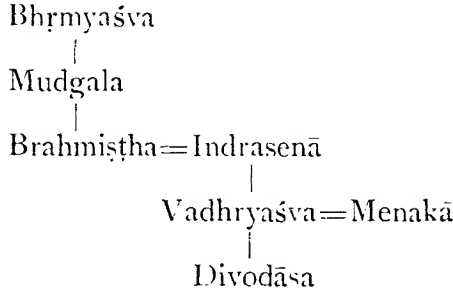 Bhṛmyaśva
Mudgala
Brahmiṣṭha=Indrasenā
Vadhryaśva=Menakā
Divodāsa